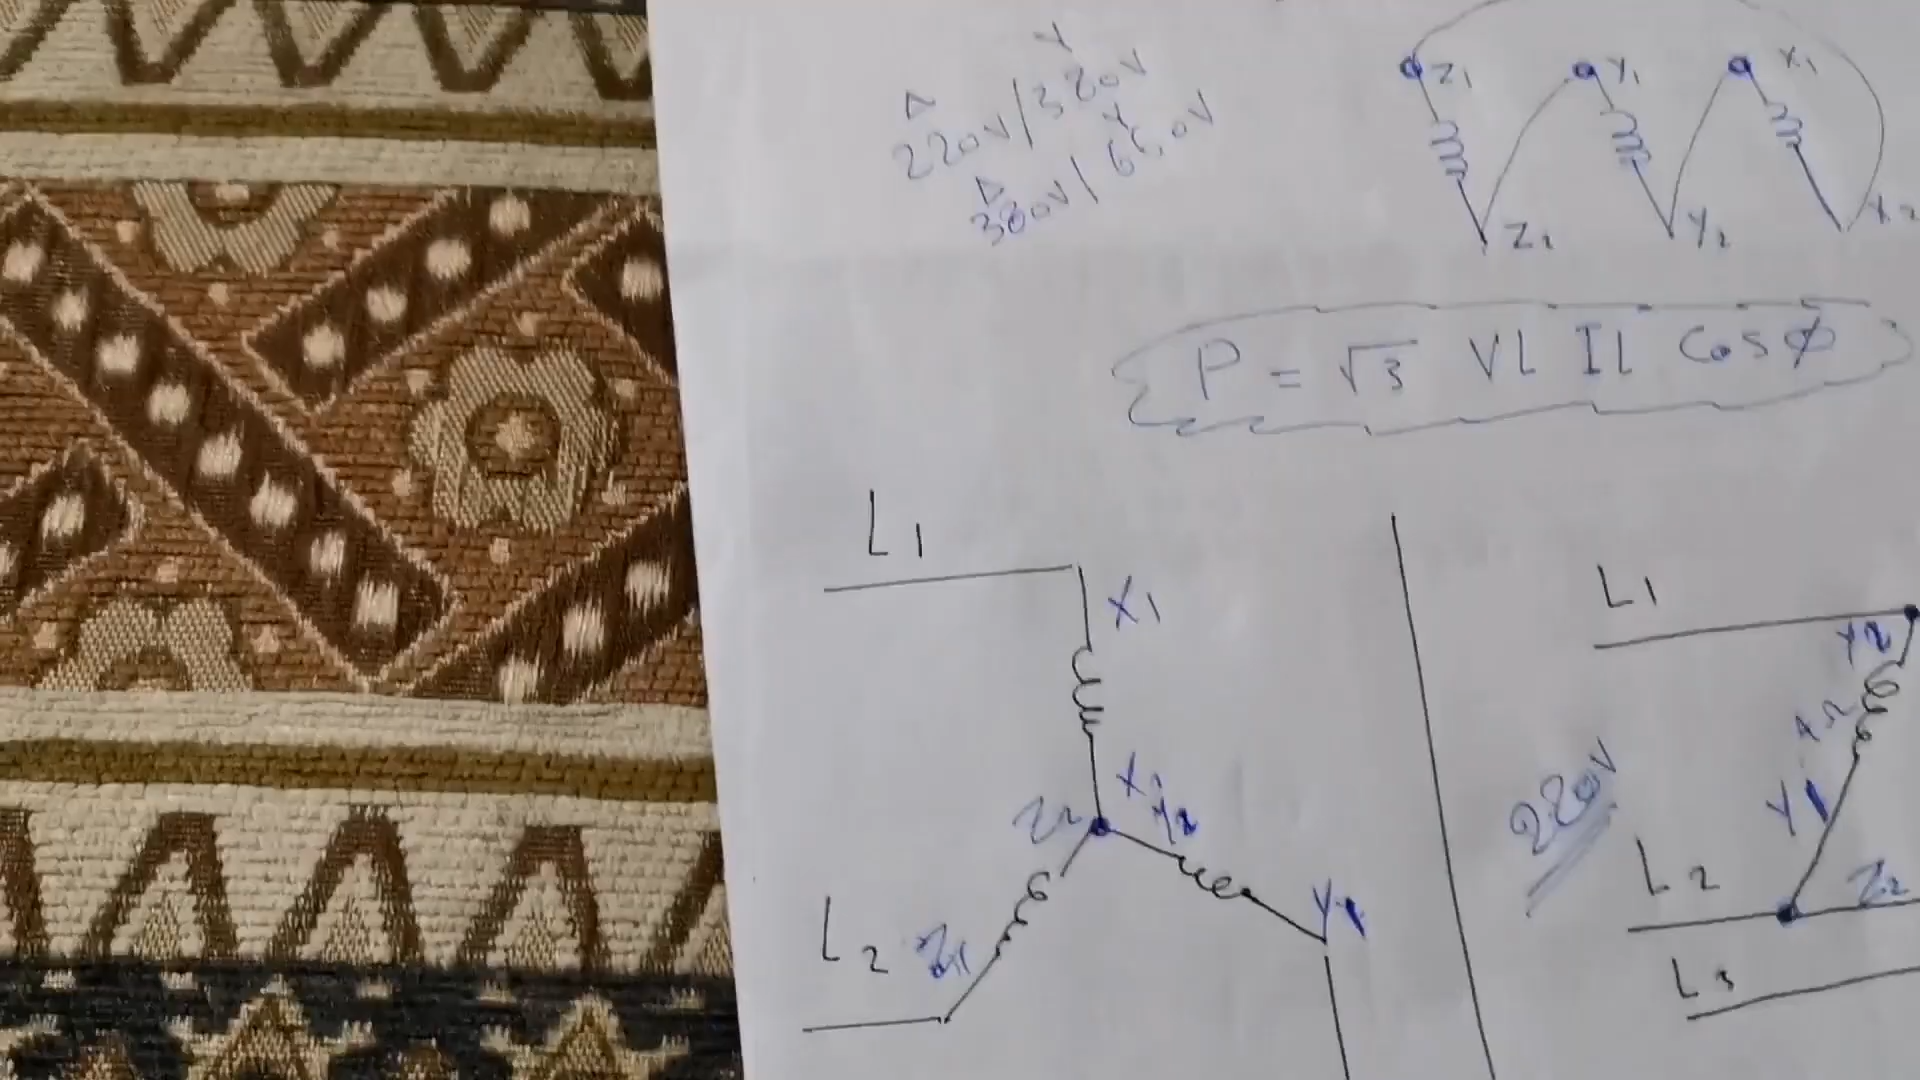 Δ Y
220V/380V
Δ Y
380V/660V
Z1 Y1 X1
Z2 Y2 X2
P = √3 VL IL Cosφ
L1
X1
Z2 Y2
L2 Z1 Y1
L1
Y2
220V
Y1
L2 Z2
L3